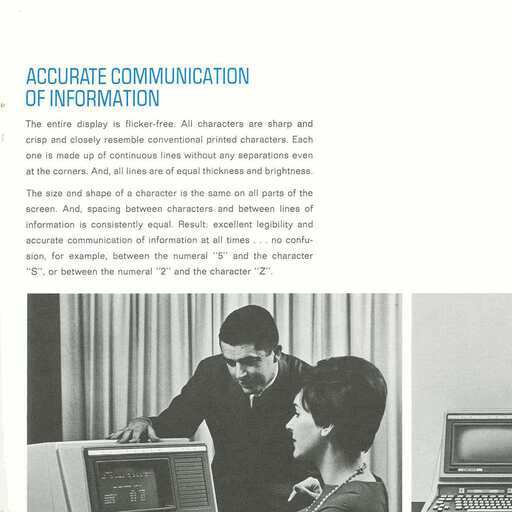 ACCURATE COMMUNICATION
OF INFORMATION
The entire display is flicker-free. All characters are sharp and
crisp and closely resemble conventional printed characters. Each
one is made up of continuous lines without any separations even
at the corners. And, all lines are of equal thickness and brightness.
The size and shape of a character is the same on all parts of the
screen. And, spacing between characters and between lines of
information is consistently equal. Result: excellent legibility and
accurate communication of information at all times . . . no confu-
sion, for example, between the numeral "5" and the character
"S", or between the numeral "2" and the character "Z".